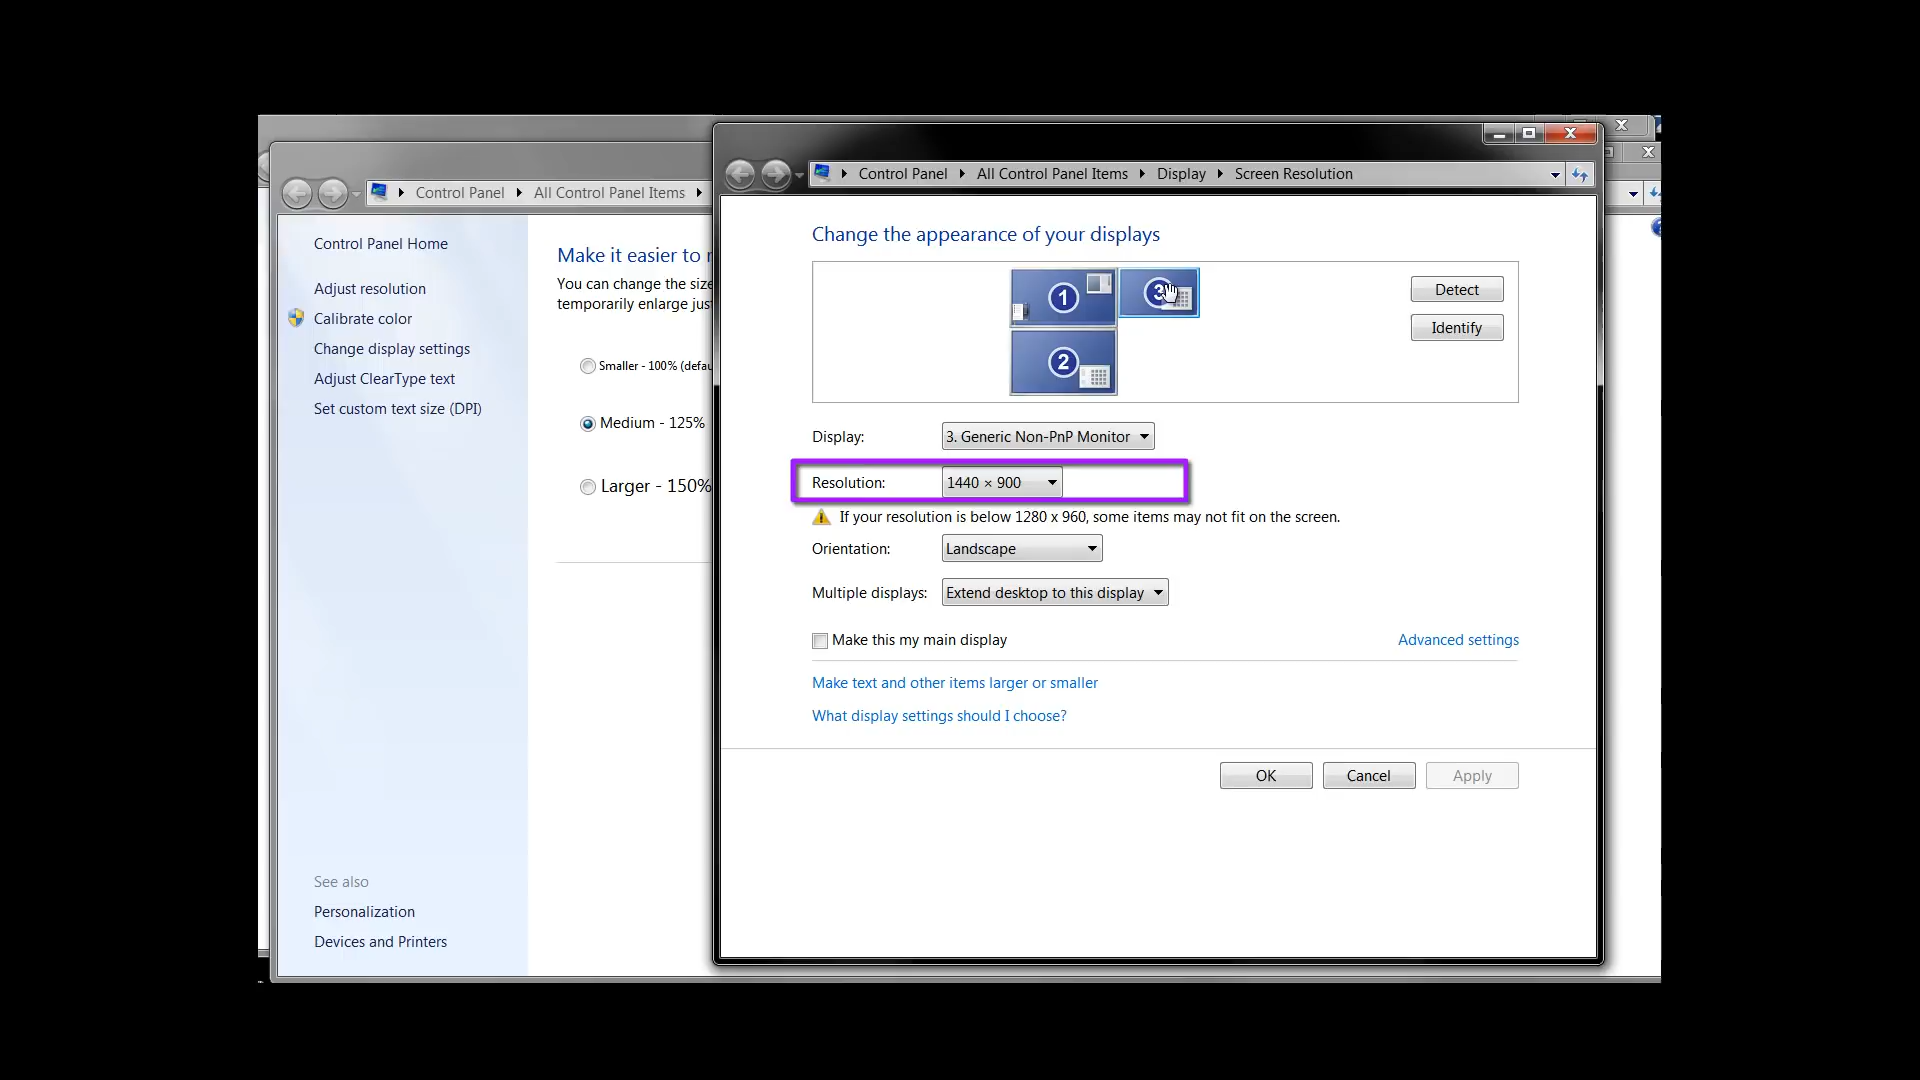 Control Panel
All Control Panel Items
Control Panel Home
Adjust resolution
Calibrate color
Change display settings
Adjust ClearType text
Set custom text size (DPI)
See also
Personalization
Devices and Printers
Make it easier to
You can change the size
temporarily enlarge
Smaller - 100%
Medium - 125%
Larger - 150%
Control Panel
All Control Panel Items
Display
Screen Resolution
Change the appearance of your displays
1
3
2
Detect
Identify
Display: 3. Generic Non-PnP Monitor
Resolution: 1440 × 900
If your resolution is below 1280 x 960, some items may not fit on the screen.
Orientation: Landscape
Multiple displays: Extend desktop to this display
Make this my main display
Advanced settings
Make text and other items larger or smaller
What display settings should I choose?
OK
Cancel
Apply